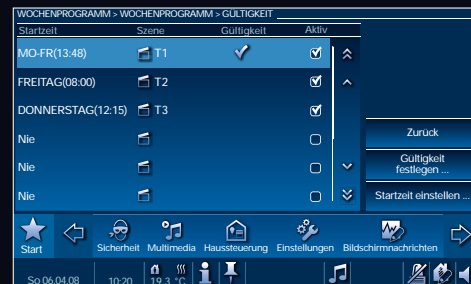 WOCHENPROGRAMM > WOCHENPROGRAMM > GÜLTIGKEIT
Startzeit Szene Gültigkeit Aktiv
MO-FR(13:48) T1
FREITAG(08:00) T2
DONNERSTAG(12:15) T3
Nie
Nie
Nie
Zurück
Gültigkeit
festlegen ...
Startzeit einstellen ...
Start Sicherheit Multimedia Haussteuerung Einstellungen Bildschirmnachrichten
So 06.04.08 10:20 19.3 °C